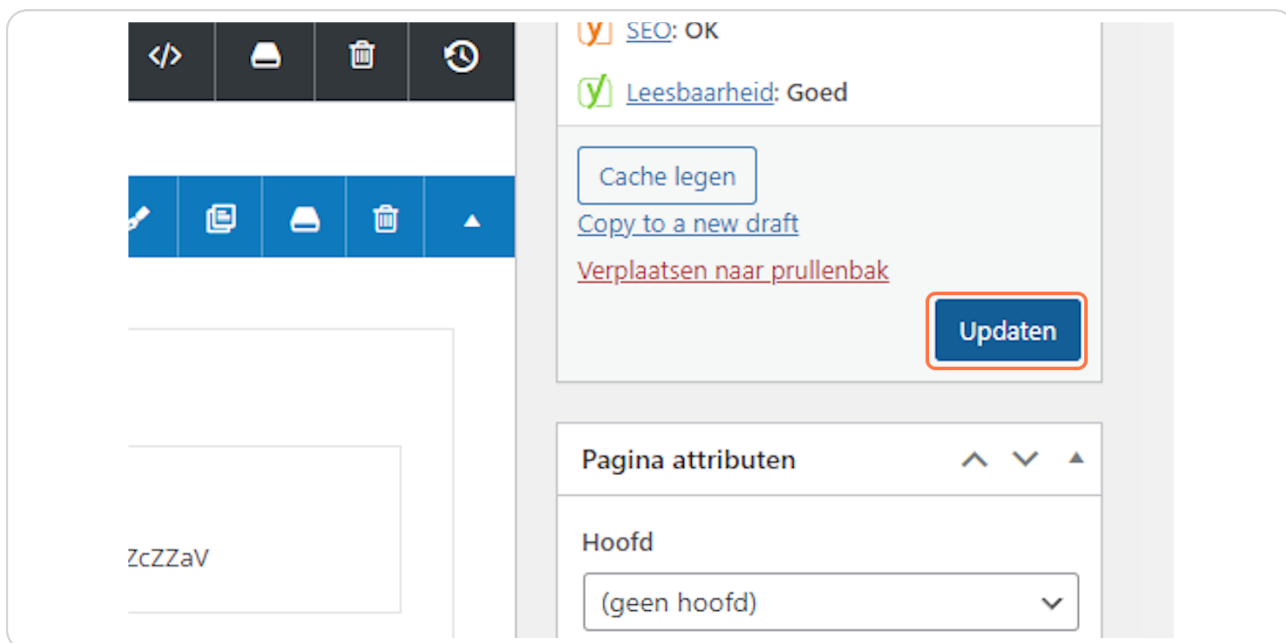 SEO: OK
Leesbaarheid: Goed
Cache legen
Copy to a new draft
Verplaatsen naar prullenbak
Updaten
Pagina attributen
Hoofd
ZcZZaV
(geen hoofd)